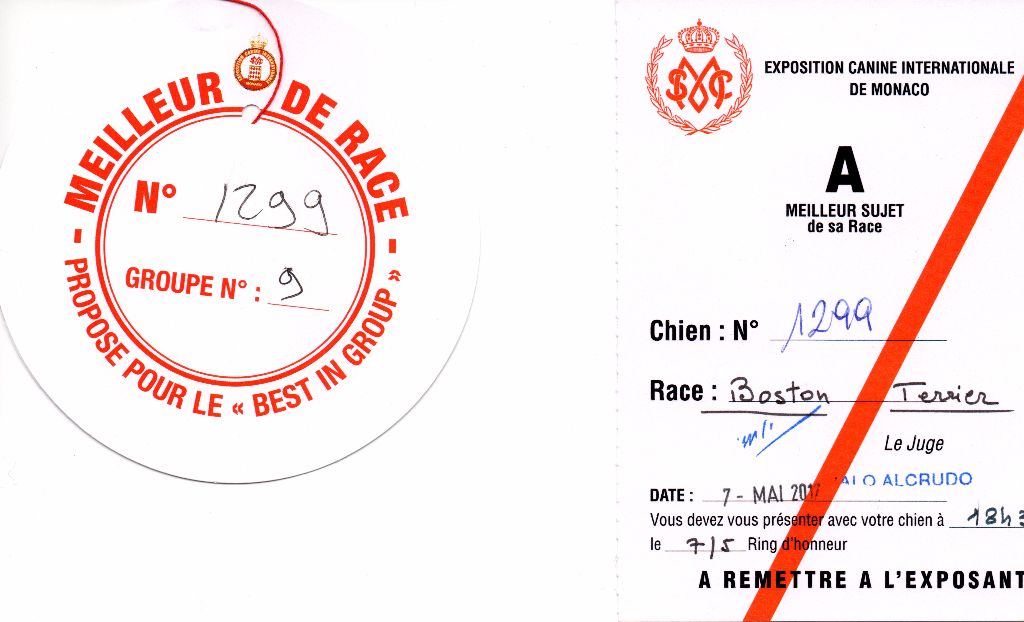 MEILLEUR DE RACE
N° 1299
GROUPE N° : 9
- PROPOSE POUR LE « BEST IN GROUP » -
EXPOSITION CANINE INTERNATIONALE
DE MONACO
A
MEILLEUR SUJET
de sa Race
Chien : N° 1299
Race : Boston Terrier
Le Juge
ALCRUDO
DATE : 7 - MAI 2017
Vous devez vous présenter avec votre chien à 18h3
le 7/5 Ring d'honneur
A REMETTRE A L'EXPOSANT